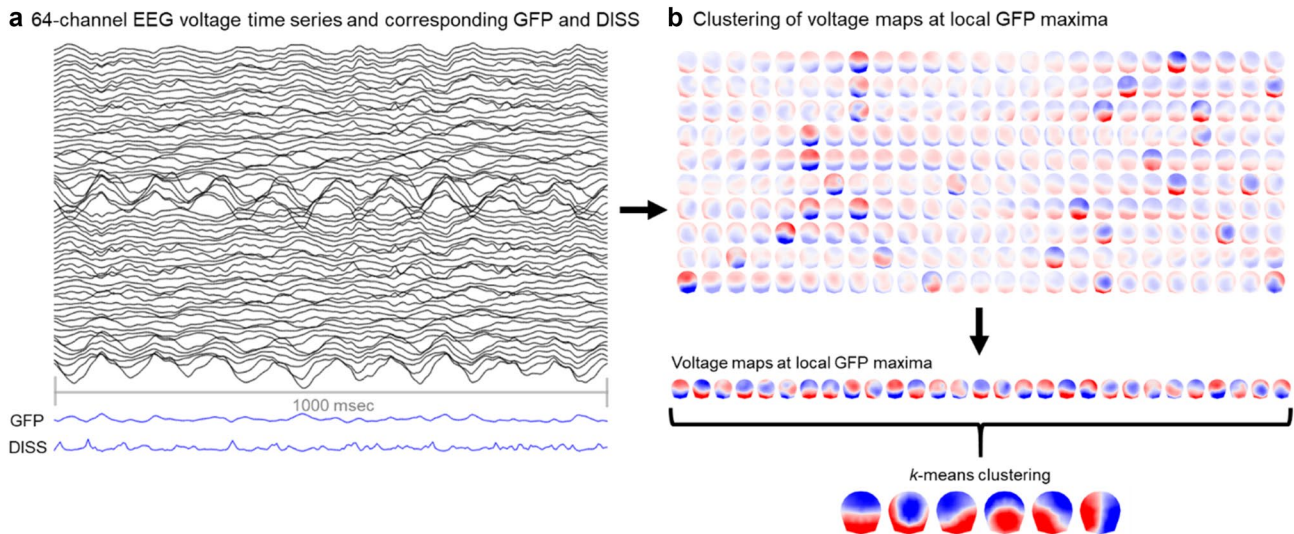 a 64-channel EEG voltage time series and corresponding GFP and DISS
1000 msec
GFP
DISS
b Clustering of voltage maps at local GFP maxima
Voltage maps at local GFP maxima
k-means clustering